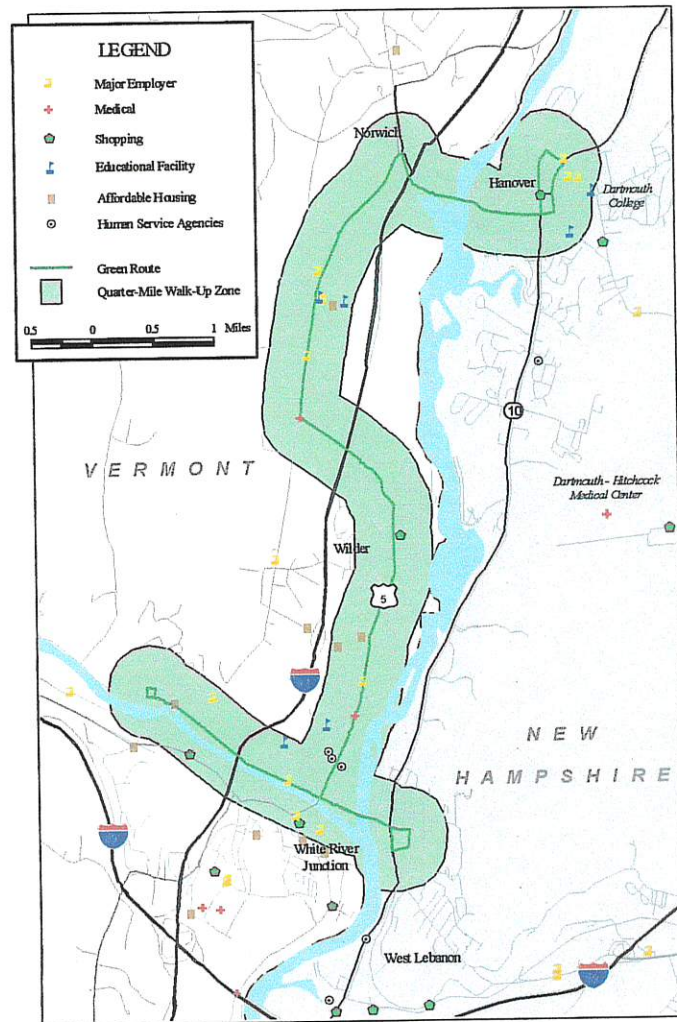 LEGEND
Major Employer
Medical
Shopping
Educational Facility
Affordable Housing
Human Service Agencies
Green Route
Quarter-Mile Walk-Up Zone
0.5 0 0.5 1 Miles
Norwich
Hanover
Dartmouth
College
10
VERMONT
Dartmouth - Hitchcock
Medical Center
Wilder
5
NEW
HAMPSHIRE
White River
Junction
West Lebanon